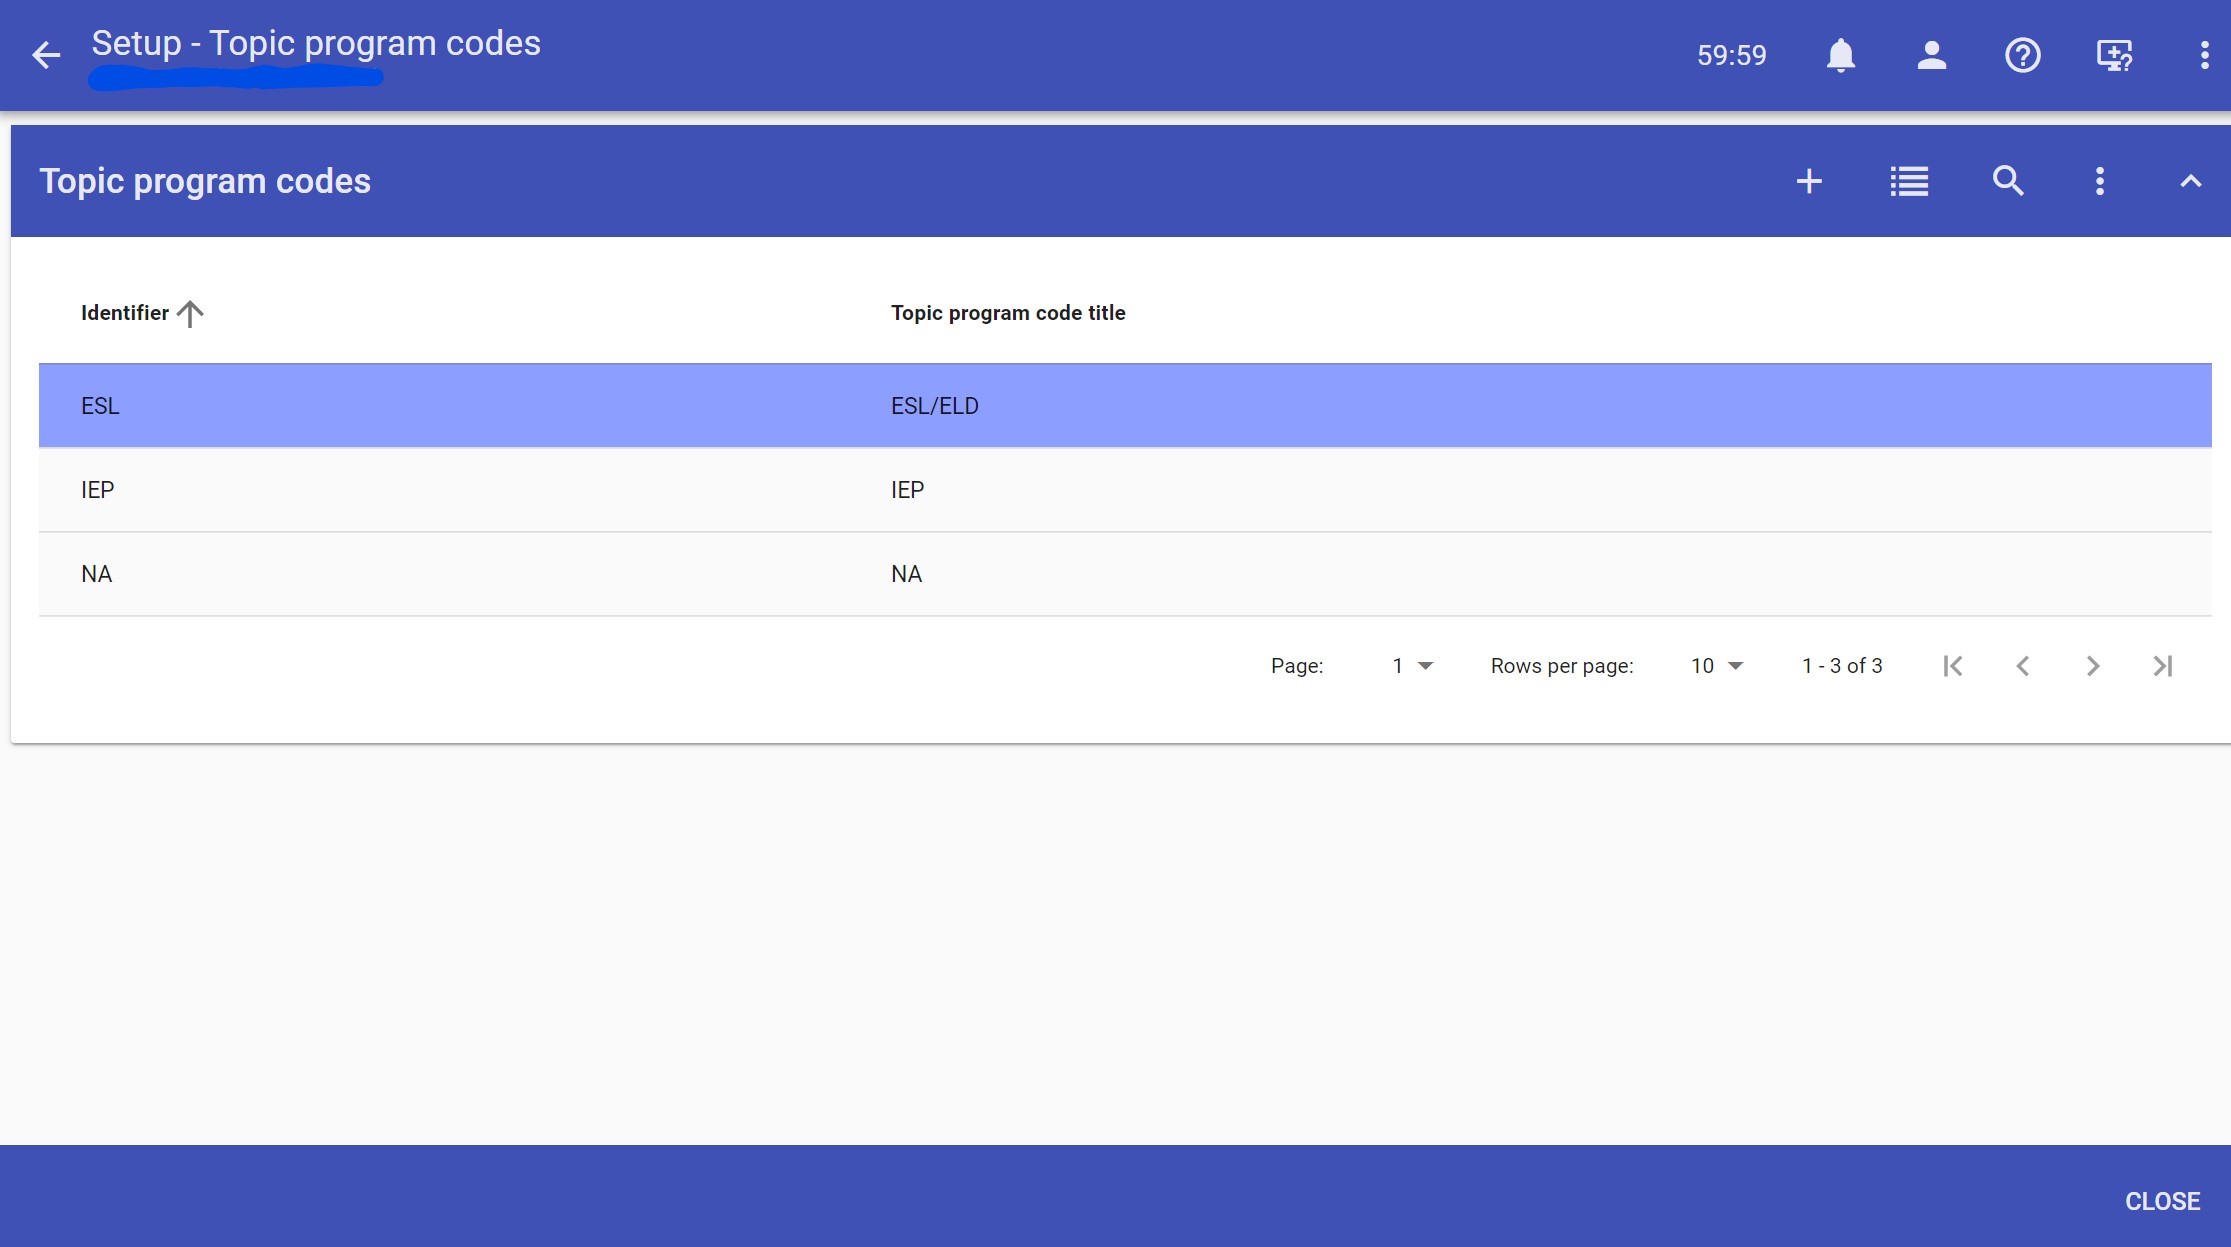 Setup - Topic program codes
59:59
Topic program codes
Identifier Topic program code title
ESL ESL/ELD
IEP IEP
NA NA
Page: 1 Rows per page: 10 1 - 3 of 3
CLOSE